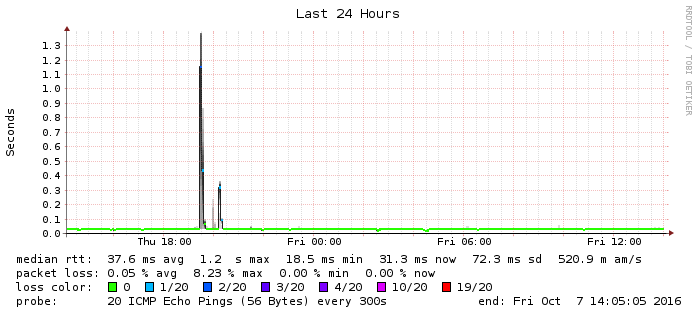 Last 24 Hours
RRDTOOL / TOBI OETIKER
Seconds
1.3
1.2
1.1
1.0
0.9
0.8
0.7
0.6
0.5
0.4
0.3
0.2
0.1
0.0
Thu 18:00 Fri 00:00 Fri 06:00 Fri 12:00
median rtt: 37.6 ms avg 1.2 s max 18.5 ms min 31.3 ms now 72.3 ms sd 520.9 m am/s
packet loss: 0.05 % avg 8.23 % max 0.00 % min 0.00 % now
loss color: 0 1/20 2/20 3/20 4/20 10/20 19/20
probe: 20 ICMP Echo Pings (56 Bytes) every 300s end: Fri Oct 7 14:05:05 2016